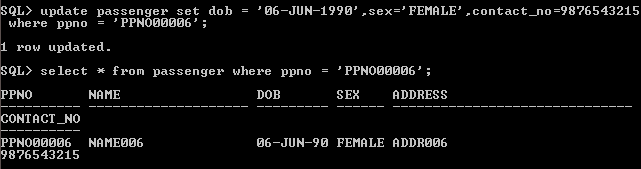 SQL> update passenger set dob = '06-JUN-1990',sex='FEMALE',contact_no=9876543215
where ppno = 'PPNO00006';
1 row updated.
SQL> select * from passenger where ppno = 'PPNO00006';
PPNO NAME DOB SEX ADDRESS
---------- -------------------- --------- ------ ------------------------------
CONTACT_NO
----------
PPNO00006 NAME006 06-JUN-90 FEMALE ADDR006
9876543215